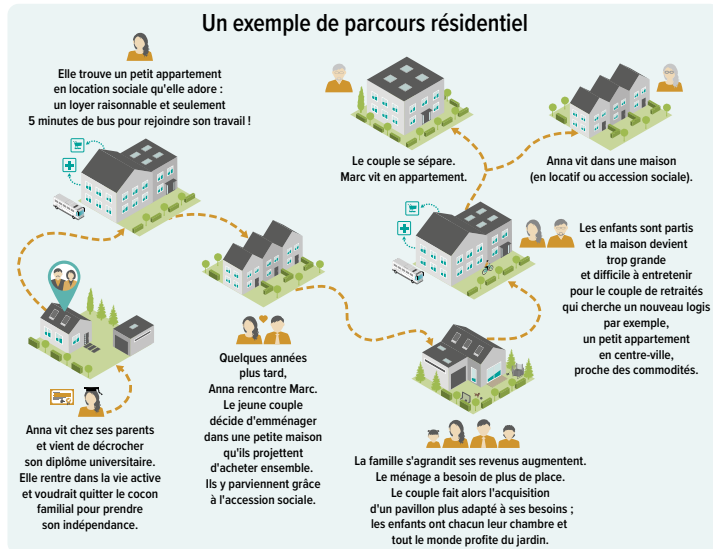 Un exemple de parcours résidentiel
Elle trouve un petit appartement
en location sociale qu'elle adore :
un loyer raisonnable et seulement
5 minutes de bus pour rejoindre son travail !
Le couple se sépare.
Marc vit en appartement.
Anna vit dans une maison
(en locatif ou accession sociale).
Les enfants sont partis
et la maison devient
trop grande
et difficile à entretenir
pour le couple de retraités
qui cherche un nouveau logis
par exemple,
un petit appartement
en centre-ville,
proche des commodités.
Quelques années
plus tard,
Anna rencontre Marc.
Le jeune couple
décide d'emménager
dans une petite maison
qu'ils projettent
d'acheter ensemble.
Ils y parviennent grâce
à l'accession sociale.
Anna vit chez ses parents
et vient de décrocher
son diplôme universitaire.
Elle rentre dans la vie active
et voudrait quitter le cocon
familial pour prendre
son indépendance.
La famille s'agrandit ses revenus augmentent.
Le ménage a besoin de plus de place.
Le couple fait alors l'acquisition
d'un pavillon plus adapté à ses besoins ;
les enfants ont chacun leur chambre et
tout le monde profite du jardin.